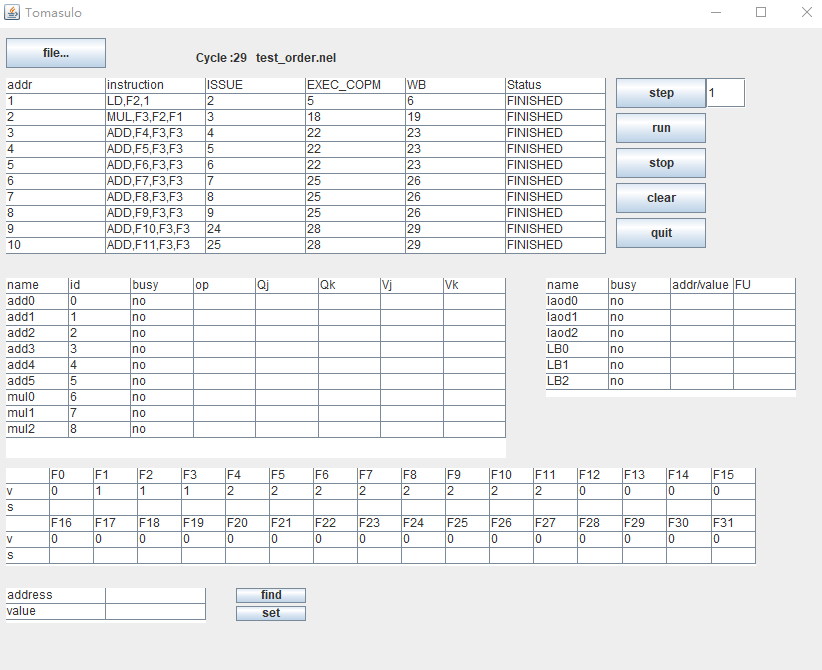 Tomasulo
file... Cycle :29 test_order.nel
addr instruction ISSUE EXEC_COPM WB Status
1 LD,F2,1 2 5 6 FINISHED
2 MUL,F3,F2,F1 3 18 19 FINISHED
3 ADD,F4,F3,F3 4 22 23 FINISHED
4 ADD,F5,F3,F3 5 22 23 FINISHED
5 ADD,F6,F3,F3 6 22 23 FINISHED
6 ADD,F7,F3,F3 7 25 26 FINISHED
7 ADD,F8,F3,F3 8 25 26 FINISHED
8 ADD,F9,F3,F3 9 25 26 FINISHED
9 ADD,F10,F3,F3 24 28 29 FINISHED
10 ADD,F11,F3,F3 25 28 29 FINISHED
step 1
run
stop
clear
quit
name id busy op Qj Qk Vj Vk
add0 0 no
add1 1 no
add2 2 no
add3 3 no
add4 4 no
add5 5 no
mul0 6 no
mul1 7 no
mul2 8 no
name busy addr/value FU
laod0 no
laod1 no
laod2 no
LB0 no
LB1 no
LB2 no
F0 F1 F2 F3 F4 F5 F6 F7 F8 F9 F10 F11 F12 F13 F14 F15
v 0 1 1 1 2 2 2 2 2 2 2 2 0 0 0 0
s
F16 F17 F18 F19 F20 F21 F22 F23 F24 F25 F26 F27 F28 F29 F30 F31
v 0 0 0 0 0 0 0 0 0 0 0 0 0 0 0 0
s
address
value
find
set